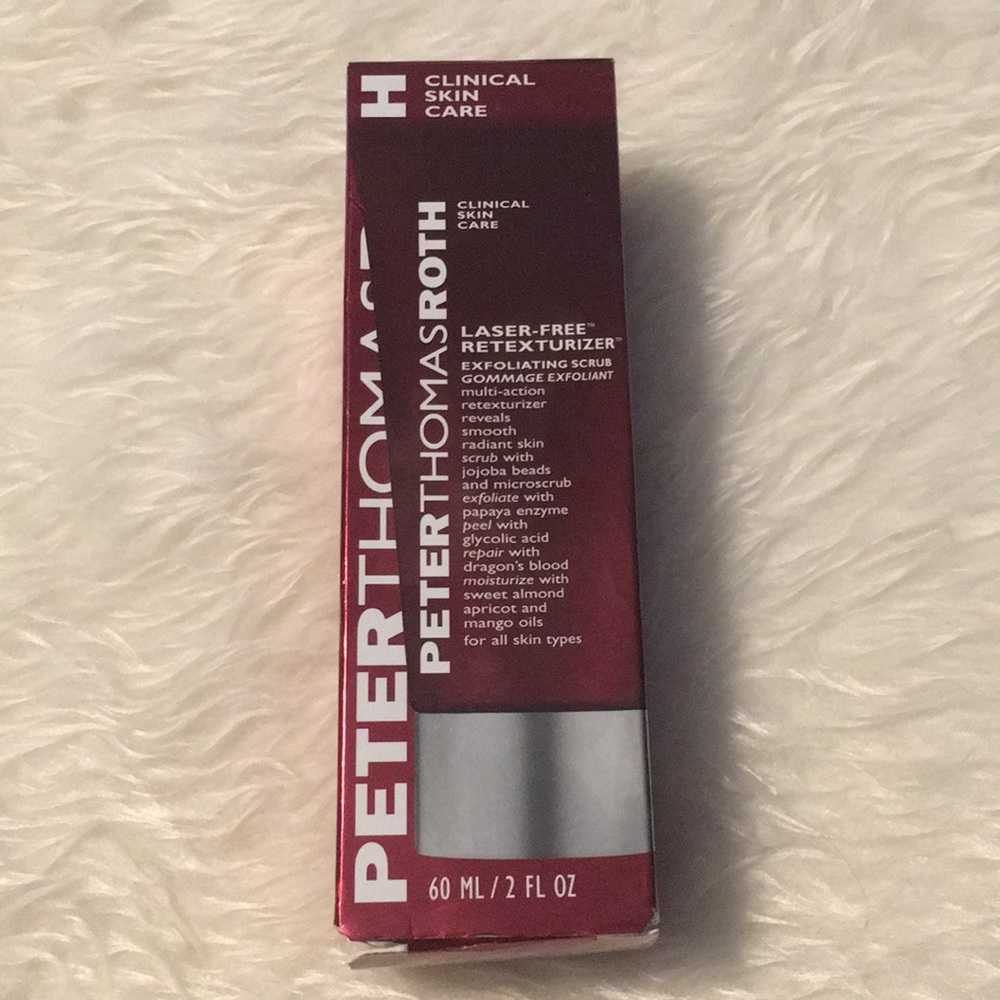 H
CLINICAL
SKIN
CARE
PETERTHOMAS
PETERTHOMASROTH
CLINICAL
SKIN
CARE
LASER-FREE™
RETEXTURIZER™
EXFOLIATING SCRUB
GOMMAGE EXFOLIANT
multi-action
retexturizer
reveals
smooth
radiant skin
scrub with
jojoba beads
and microscrub
exfoliate with
papaya enzyme
peel with
glycolic acid
repair with
dragon's blood
moisturize with
sweet almond
apricot and
mango oils
for all skin types
60 ML / 2 FL OZ